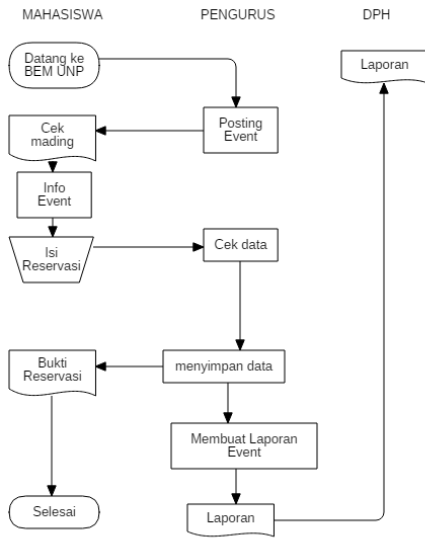 MAHASISWA PENGURUS DPH
Datang ke
BEM UNP
Laporan
Posting
Event
Cek
mading
Info
Event
Isi
Reservasi
Cek data
Bukti
Reservasi
menyimpan data
Membuat Laporan
Event
Selesai
Laporan